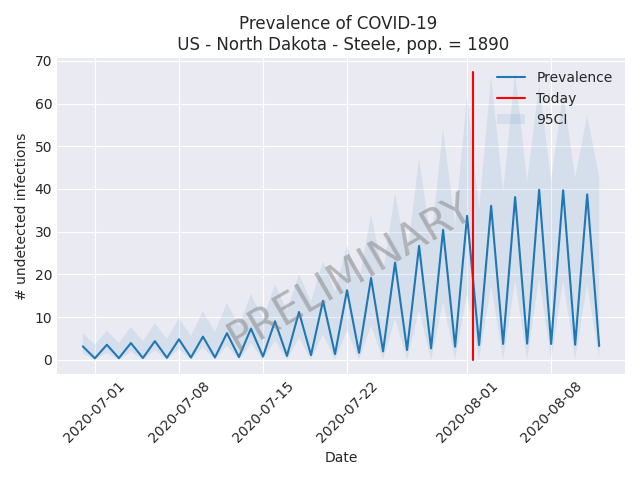 Prevalence of COVID-19
US - North Dakota - Steele, pop. = 1890
# undetected infections
70
60
50
40
30
20
10
0
Prevalence
Today
95CI
PRELIMINARY
2020-07-01
2020-07-08
2020-07-15
2020-07-22
2020-08-01
2020-08-08
Date